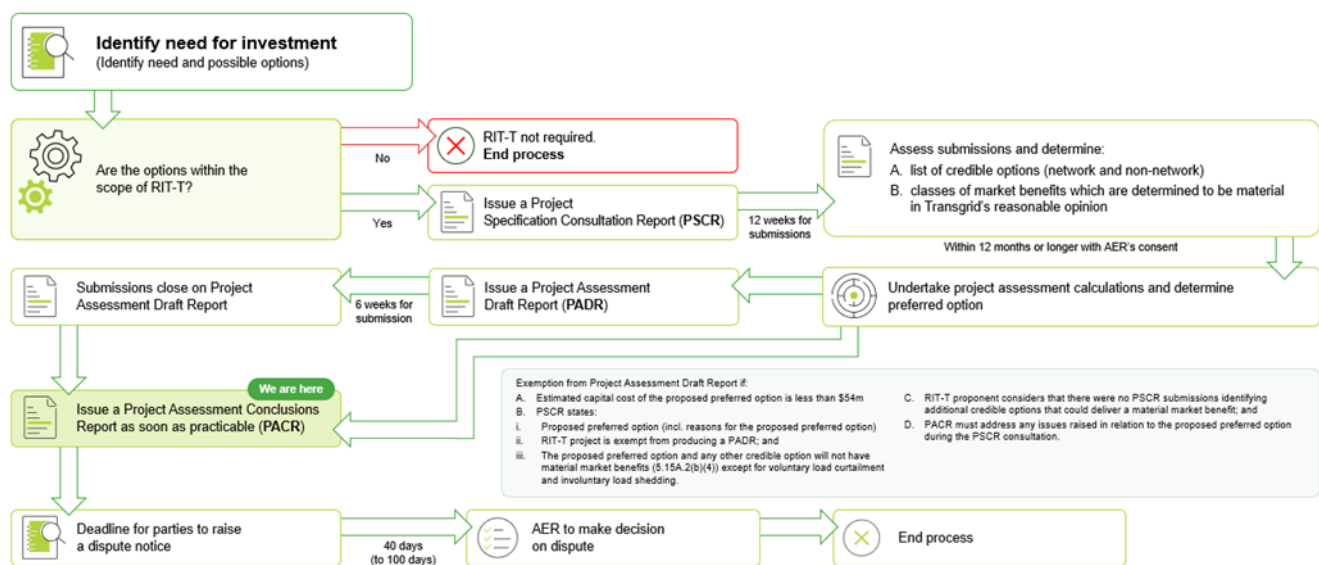 Identify need for investment
(Identify need and possible options)
Are the options within the
scope of RIT-T?
No
RIT-T not required.
End process
Yes
Issue a Project
Specification Consultation Report (PSCR)
12 weeks for
submissions
Assess submissions and determine:
A. list of credible options (network and non-network)
B. classes of market benefits which are determined to be material
in Transgrid's reasonable opinion
Within 12 months or longer with AER's consent
Undertake project assessment calculations and determine
preferred option
Issue a Project Assessment
Draft Report (PADR)
6 weeks for
submission
Submissions close on Project
Assessment Draft Report
We are here
Issue a Project Assessment Conclusions
Report as soon as practicable (PACR)
Exemption from Project Assessment Draft Report if:
A. Estimated capital cost of the proposed preferred option is less than $54m
B. PSCR states:
i. Proposed preferred option (incl. reasons for the proposed preferred option)
ii. RIT-T project is exempt from producing a PADR; and
iii. The proposed preferred option and any other credible option will not have
material market benefits (5.15A.2(b)(4)) except for voluntary load curtailment
and involuntary load shedding.
C. RIT-T proponent considers that there were no PSCR submissions identifying
additional credible options that could deliver a material market benefit; and
D. PACR must address any issues raised in relation to the proposed preferred option
during the PSCR consultation.
Deadline for parties to raise
a dispute notice
40 days
(to 100 days)
AER to make decision
on dispute
End process